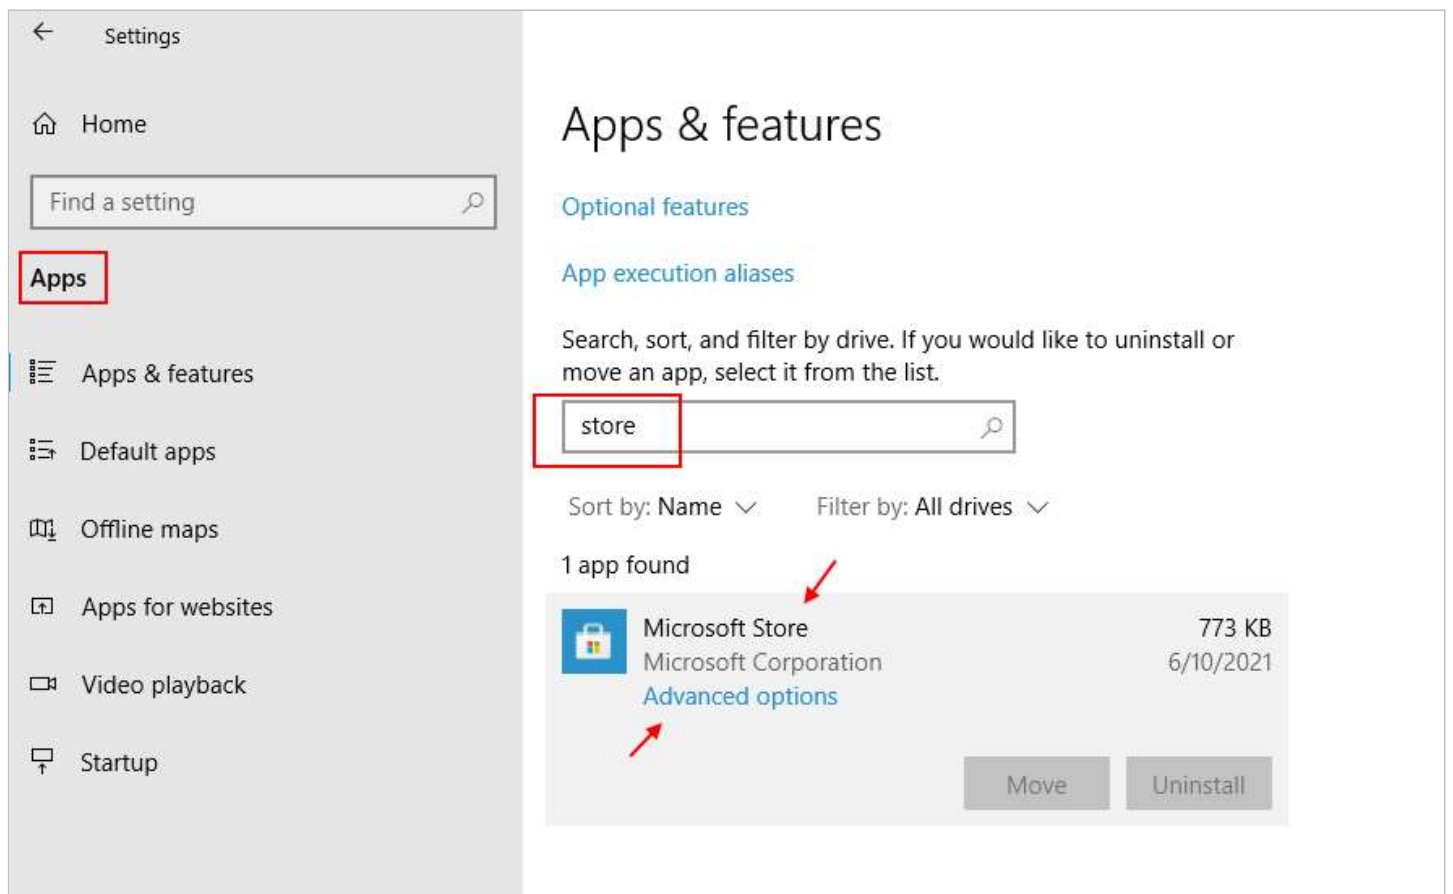 Settings
Home
Find a setting
Apps
Apps & features
Default apps
Offline maps
Apps for websites
Video playback
Startup
Apps & features
Optional features
App execution aliases
Search, sort, and filter by drive. If you would like to uninstall or
move an app, select it from the list.
store
Sort by: Name Filter by: All drives
1 app found
Microsoft Store 773 KB
Microsoft Corporation 6/10/2021
Advanced options
Move Uninstall